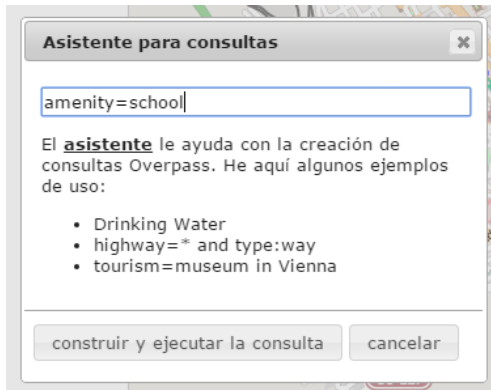 Asistente para consultas
amenity=school
El asistente le ayuda con la creación de
consultas Overpass. He aquí algunos ejemplos
de uso:
• Drinking Water
• highway=* and type:way
• tourism=museum in Vienna
construir y ejecutar la consulta
cancelar